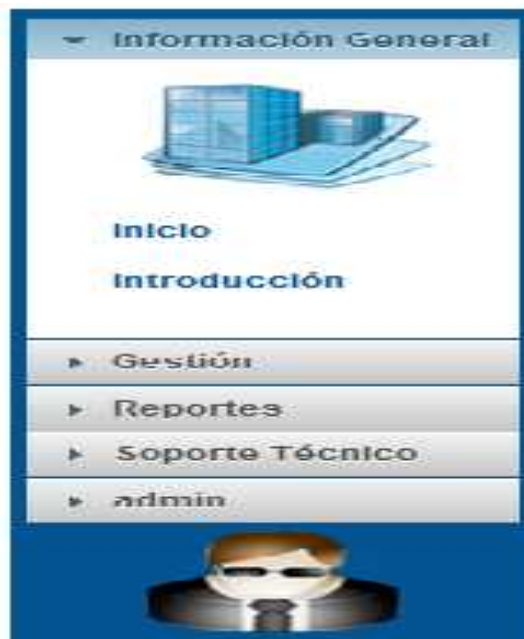 Información General
Inicio
Introducción
Gestión
Reportes
Soporte Técnico
admin